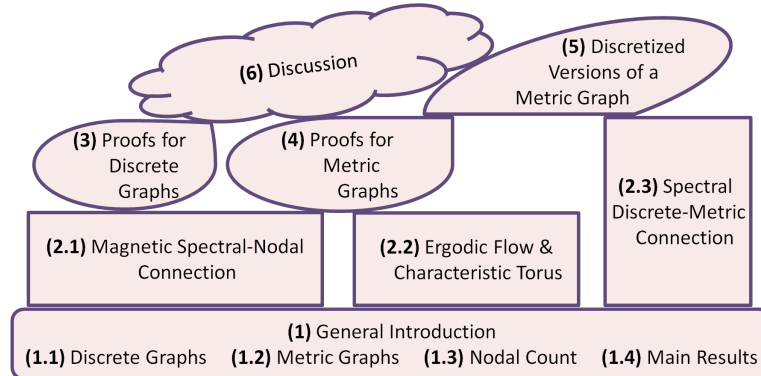 (6) Discussion
(5) Discretized
Versions of a
Metric Graph
(3) Proofs for
Discrete
Graphs
(4) Proofs for
Metric
Graphs
(2.3) Spectral
Discrete-Metric
Connection
(2.1) Magnetic Spectral-Nodal
Connection
(2.2) Ergodic Flow &
Characteristic Torus
(1) General Introduction
(1.1) Discrete Graphs (1.2) Metric Graphs (1.3) Nodal Count (1.4) Main Results